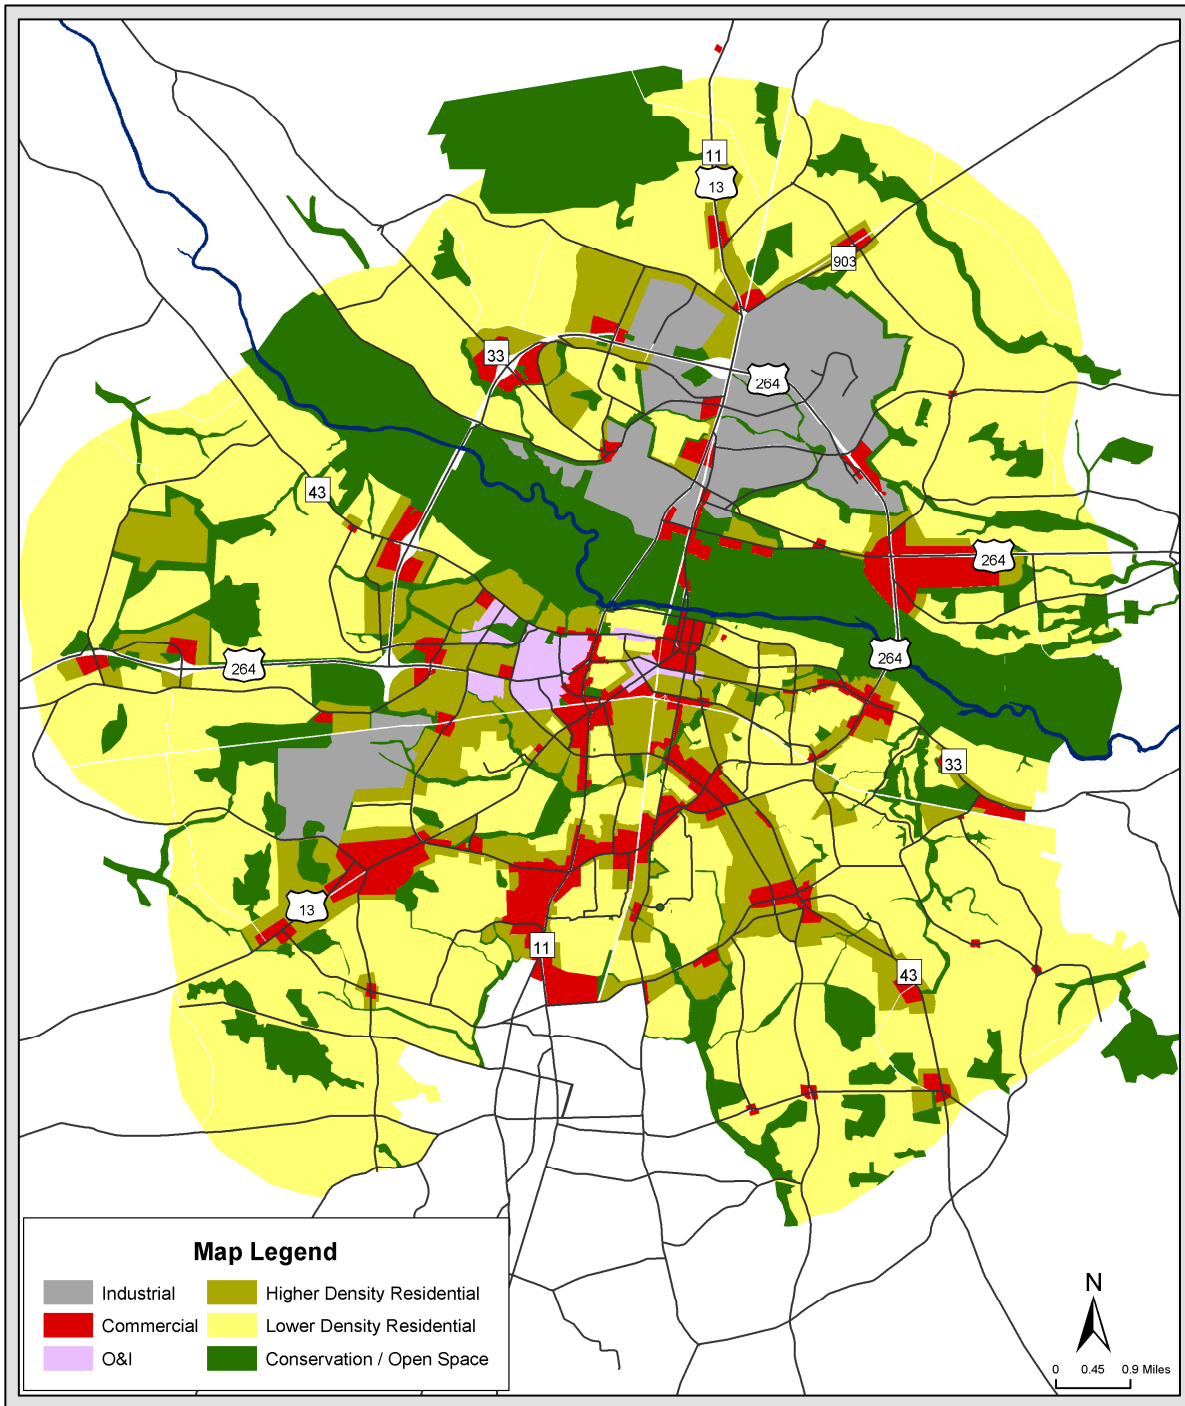 11
13
903
33
264
43
264
264
264
33
13
11
43
Map Legend
Industrial
Higher Density Residential
Commercial
Lower Density Residential
O&I
Conservation / Open Space
N
0 0.45 0.9 Miles